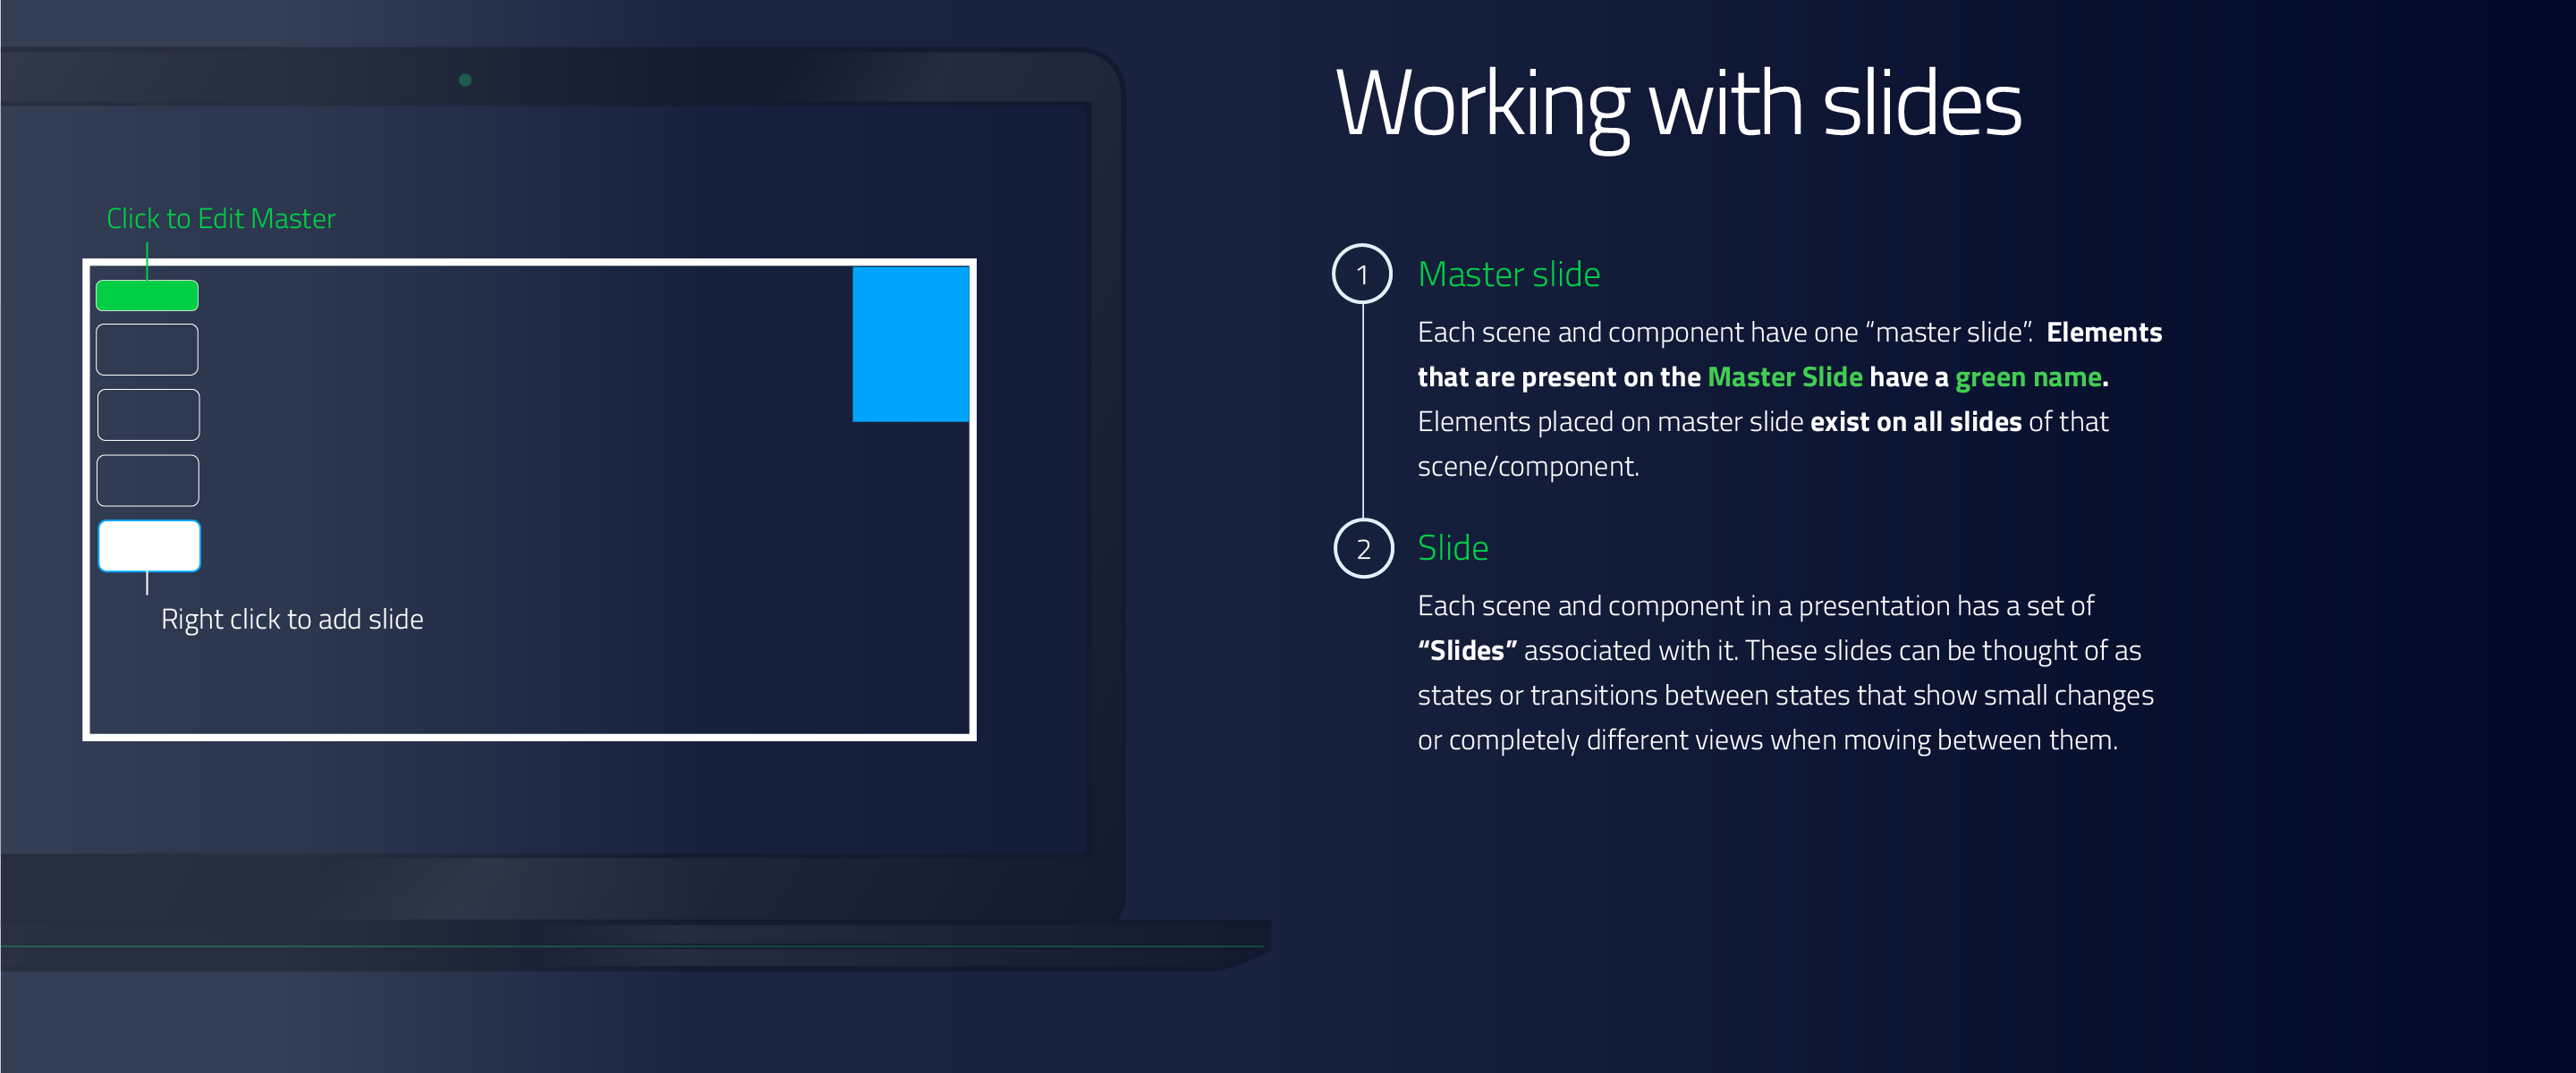 Working with slides
Click to Edit Master
Right click to add slide
1
Master slide
Each scene and component have one “master slide”.  Elements
that are present on the Master Slide have a green name.
Elements placed on master slide exist on all slides of that
scene/component.
2
Slide
Each scene and component in a presentation has a set of
“Slides” associated with it. These slides can be thought of as
states or transitions between states that show small changes
or completely different views when moving between them.